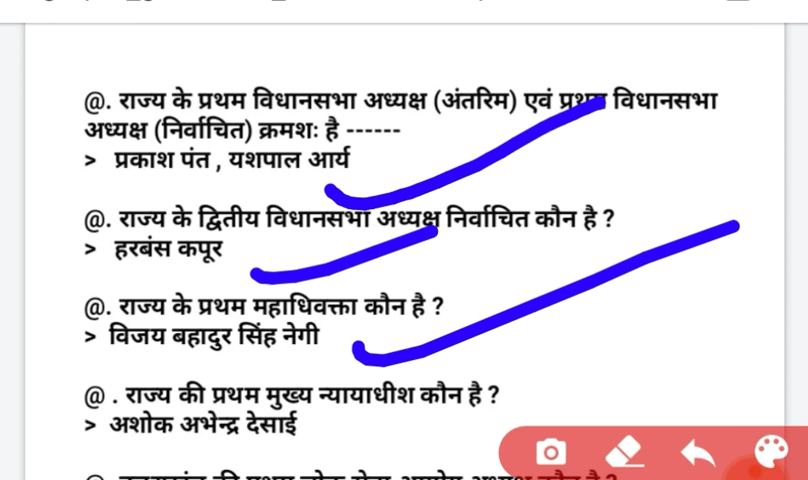 @. राज्य के प्रथम विधानसभा अध्यक्ष (अंतरिम) एवं प्रथम विधानसभा
अध्यक्ष (निर्वाचित) क्रमशः है ------
> प्रकाश पंत , यशपाल आर्य
@. राज्य के द्वितीय विधानसभा अध्यक्ष निर्वाचित कौन है ?
> हरबंस कपूर
@. राज्य के प्रथम महाधिवक्ता कौन है ?
> विजय बहादुर सिंह नेगी
@ . राज्य की प्रथम मुख्य न्यायाधीश कौन है ?
> अशोक अभेन्द्र देसाई